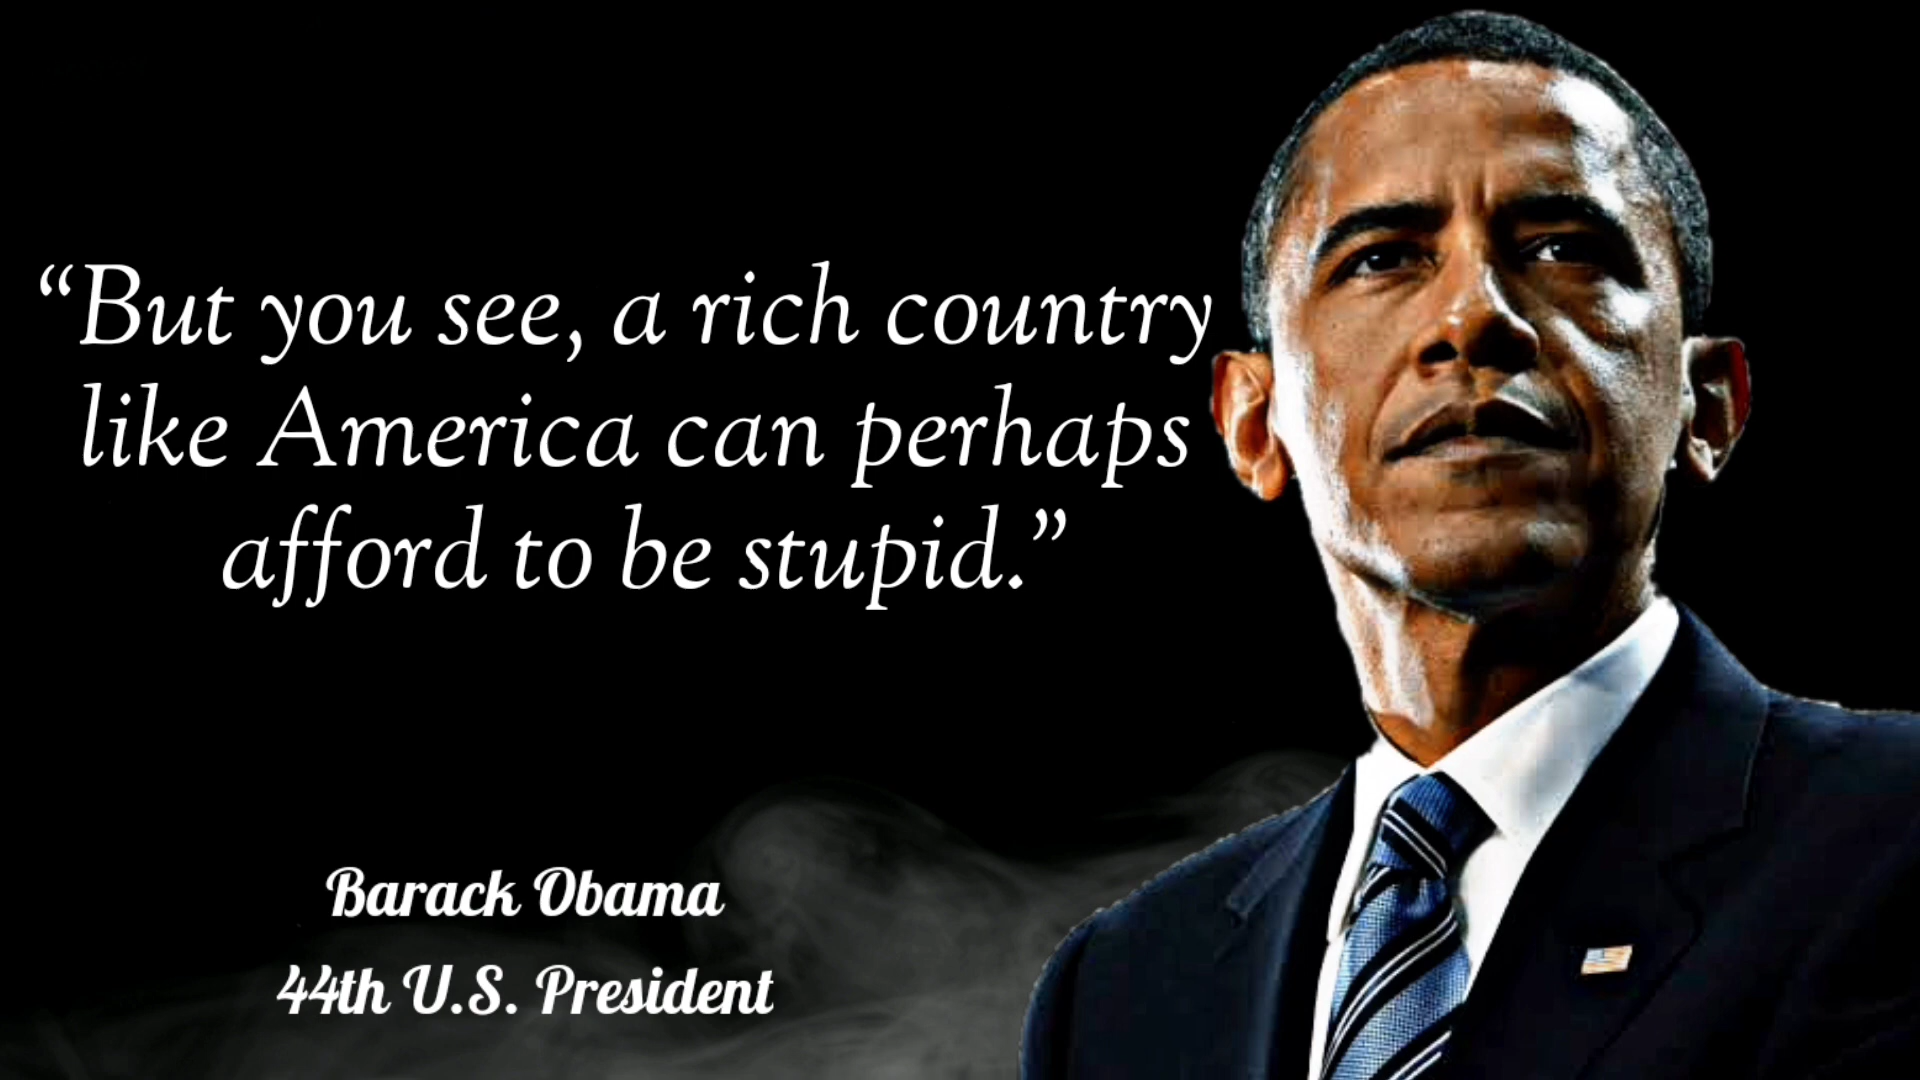 “But you see, a rich country
like America can perhaps
afford to be stupid.”
Barack Obama
44th U.S. President